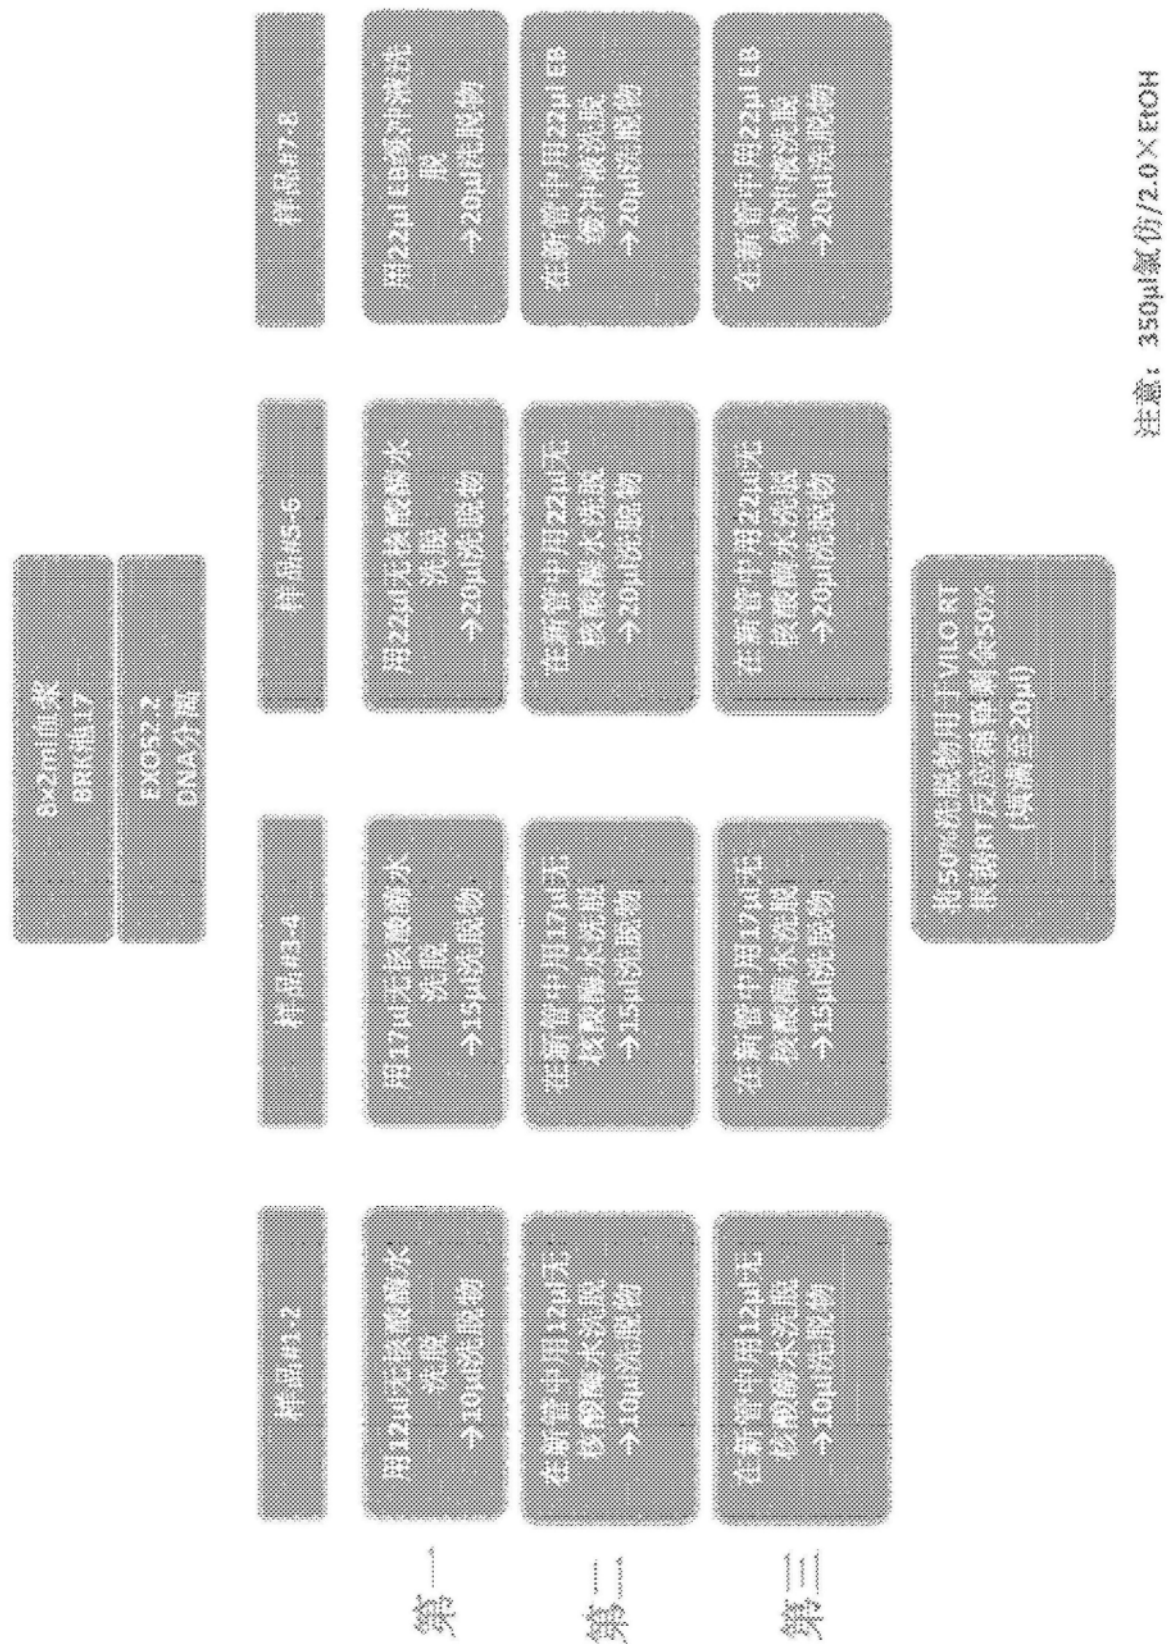 8×2ml血浆
BRK池17
EXO52.2
DNA分离
样品#1-2
样品#3-4
样品#5-6
样品#7-8
第一
用12μl无核酸酶水
洗脱
→10μl洗脱物
用17μl无核酸酶水
洗脱
→15μl洗脱物
用22μl无核酸酶水
洗脱
→20μl洗脱物
用22μl EB缓冲液洗
脱
→20μl洗脱物
第二
在新管中用12μl无
核酸酶水洗脱
→10μl洗脱物
在新管中用17μl无
核酸酶水洗脱
→15μl洗脱物
在新管中用22μl无
核酸酶水洗脱
→20μl洗脱物
在新管中用22μl EB
缓冲液洗脱
→20μl洗脱物
第三
在新管中用12μl无
核酸酶水洗脱
→10μl洗脱物
在新管中用17μl无
核酸酶水洗脱
→15μl洗脱物
在新管中用22μl无
核酸酶水洗脱
→20μl洗脱物
在新管中用22μl EB
缓冲液洗脱
→20μl洗脱物
将50%洗脱物用于VILO RT
根据RT反应稀释剩余50%
(填满至20μl)
注意：350μl氯仿/2.0×EtOH